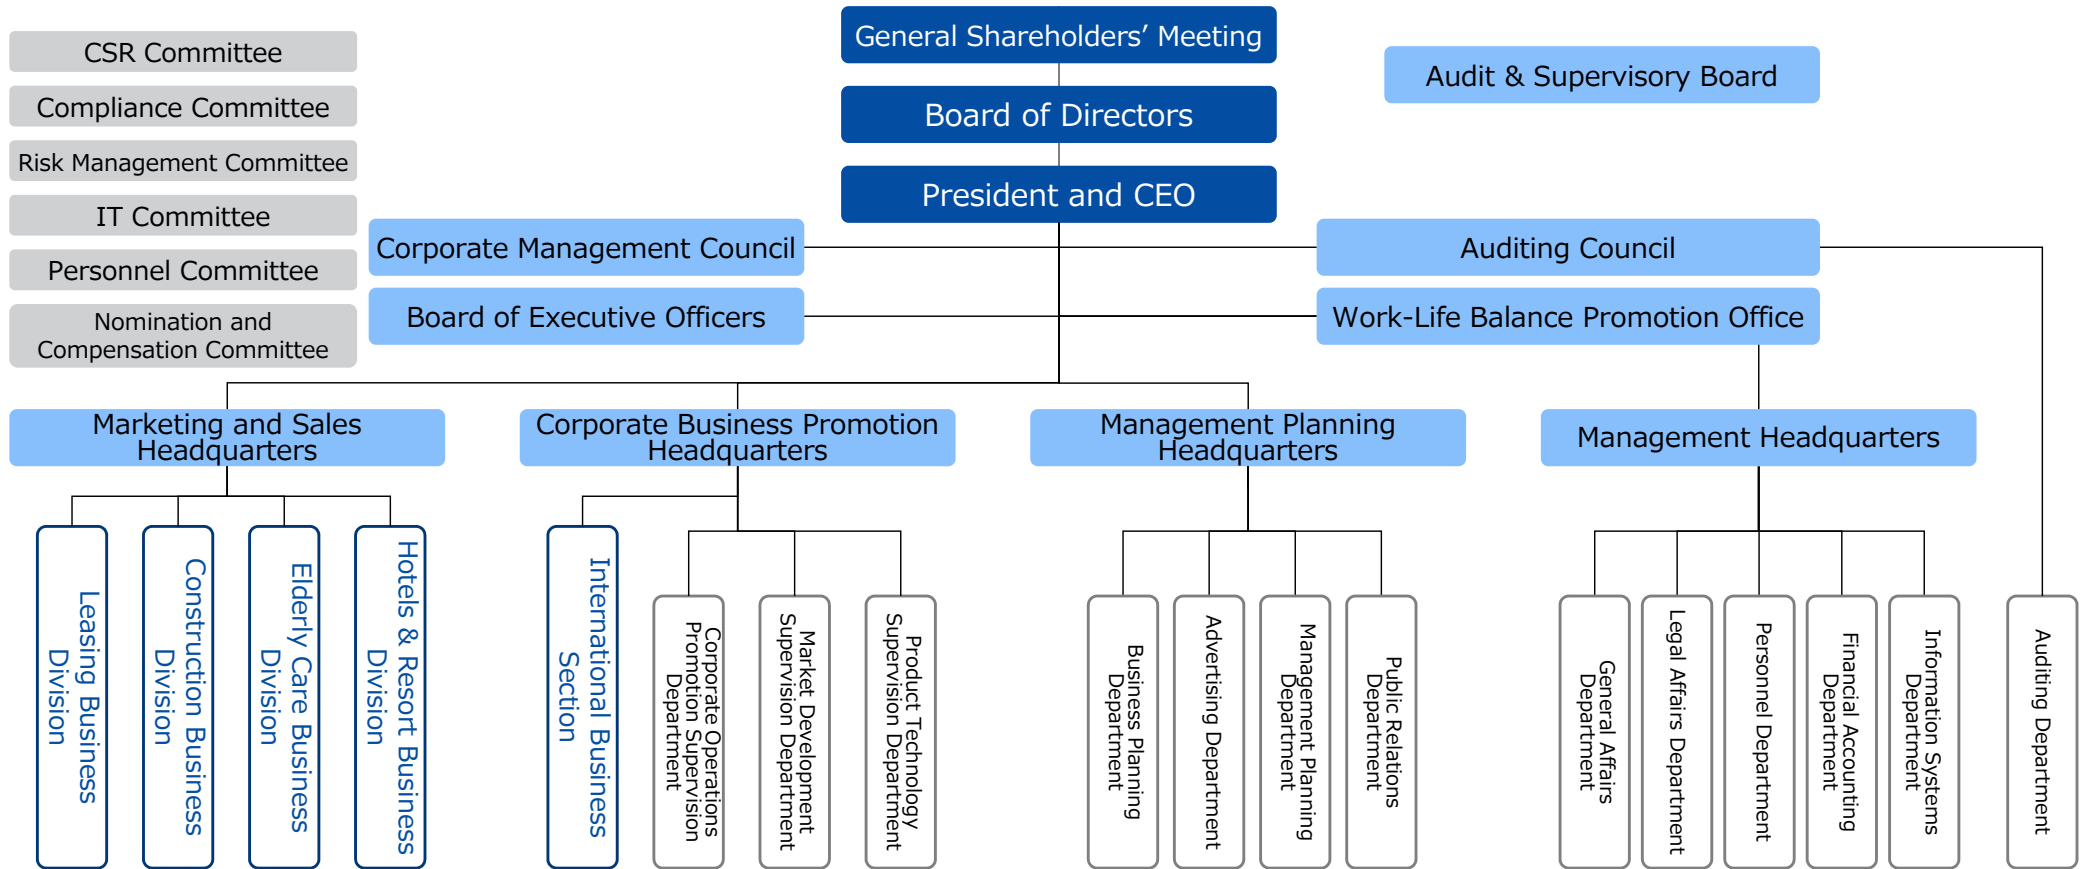 General Shareholders’ Meeting
Board of Directors
President and CEO
Audit & Supervisory Board
CSR Committee
Compliance Committee
Risk Management Committee
IT Committee
Personnel Committee
Nomination and
Compensation Committee
Corporate Management Council
Auditing Council
Board of Executive Officers
Work-Life Balance Promotion Office
Marketing and Sales
Headquarters
Corporate Business Promotion
Headquarters
Management Planning
Headquarters
Management Headquarters
Leasing Business
Division
Construction Business
Division
Elderly Care Business
Division
Hotels & Resort Business
Division
International Business
Section
Corporate Operations
Promotion Supervision
Department
Market Development
Supervision Department
Product Technology
Supervision Department
Business Planning
Department
Advertising Department
Management Planning
Department
Public Relations
Department
General Affairs
Department
Legal Affairs Department
Personnel Department
Financial Accounting
Department
Information Systems
Department
Auditing Department